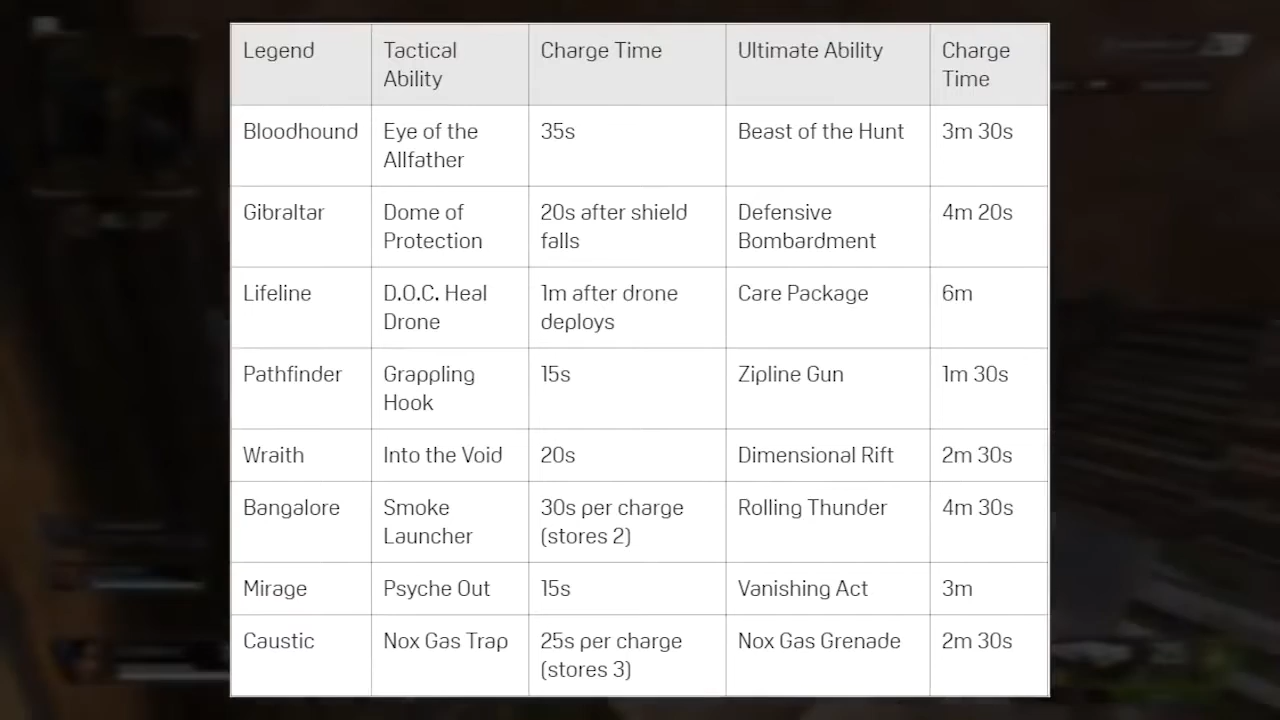 Legend Tactical Ability Charge Time Ultimate Ability Charge Time
Bloodhound Eye of the Allfather 35s Beast of the Hunt 3m 30s
Gibraltar Dome of Protection 20s after shield falls Defensive Bombardment 4m 20s
Lifeline D.O.C. Heal Drone 1m after drone deploys Care Package 6m
Pathfinder Grappling Hook 15s Zipline Gun 1m 30s
Wraith Into the Void 20s Dimensional Rift 2m 30s
Bangalore Smoke Launcher 30s per charge (stores 2) Rolling Thunder 4m 30s
Mirage Psyche Out 15s Vanishing Act 3m
Caustic Nox Gas Trap 25s per charge (stores 3) Nox Gas Grenade 2m 30s